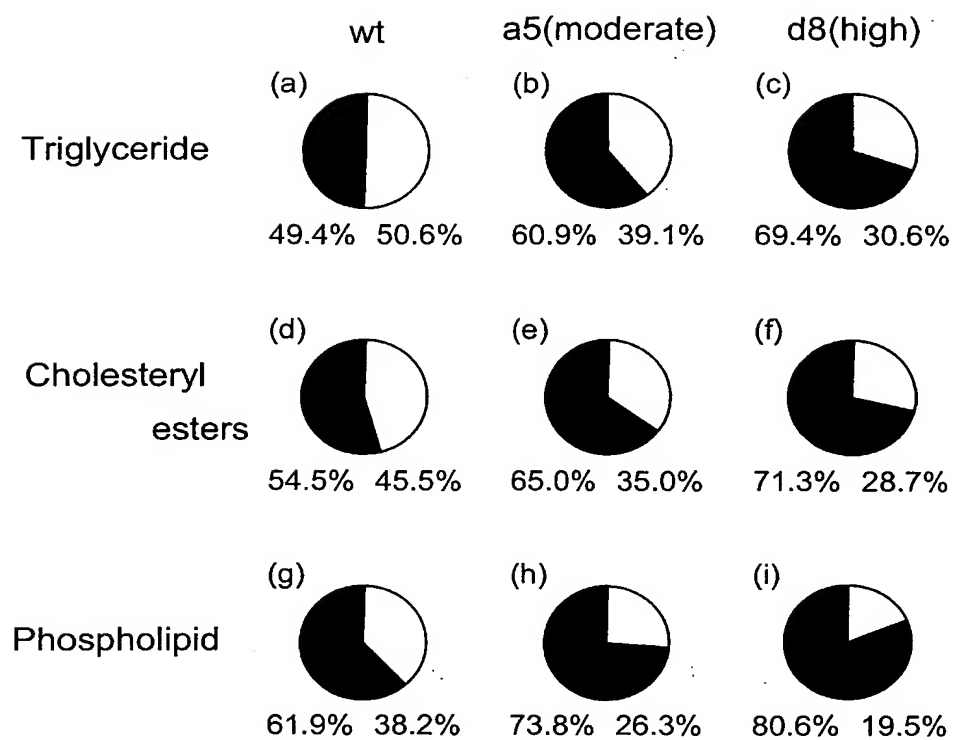 wt a5(moderate) d8(high)
(a) (b) (c)
Triglyceride
49.4% 50.6% 60.9% 39.1% 69.4% 30.6%
(d) (e) (f)
Cholesteryl
esters
54.5% 45.5% 65.0% 35.0% 71.3% 28.7%
(g) (h) (i)
Phospholipid
61.9% 38.2% 73.8% 26.3% 80.6% 19.5%